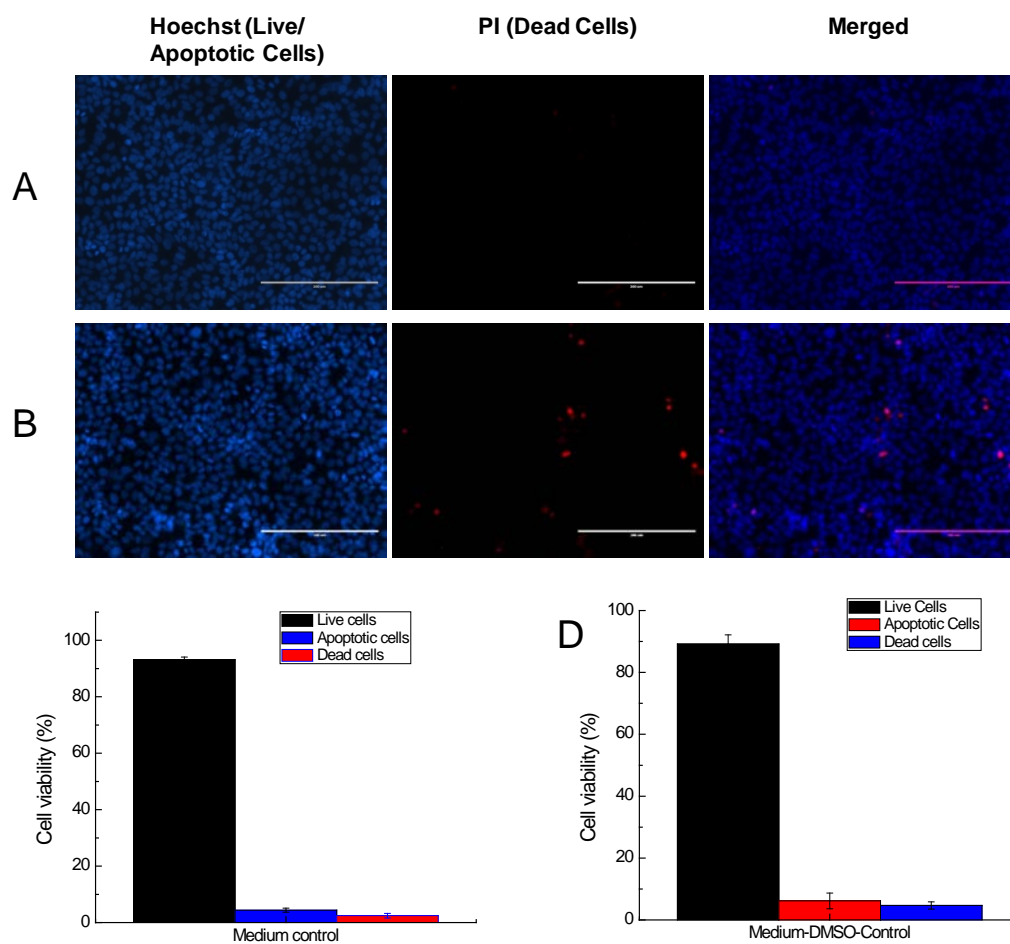 Hoechst (Live/
Apoptotic Cells)
PI (Dead Cells)
Merged
A
B
Live cells
Apoptotic cells
Dead cells
100
80
60
40
20
0
Cell viability (%)
Medium control
D
Live Cells
Apoptotic Cells
Dead cells
100
80
60
40
20
0
Cell viability (%)
Medium-DMSO-Control